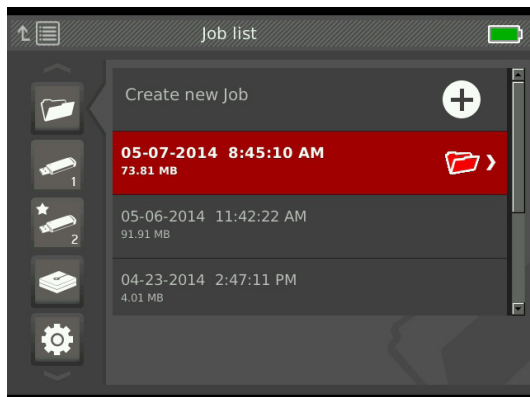 Job list
Create new Job
05-07-2014 8:45:10 AM
73.81 MB
1
05-06-2014 11:42:22 AM
91.91 MB
2
04-23-2014 2:47:11 PM
4.01 MB